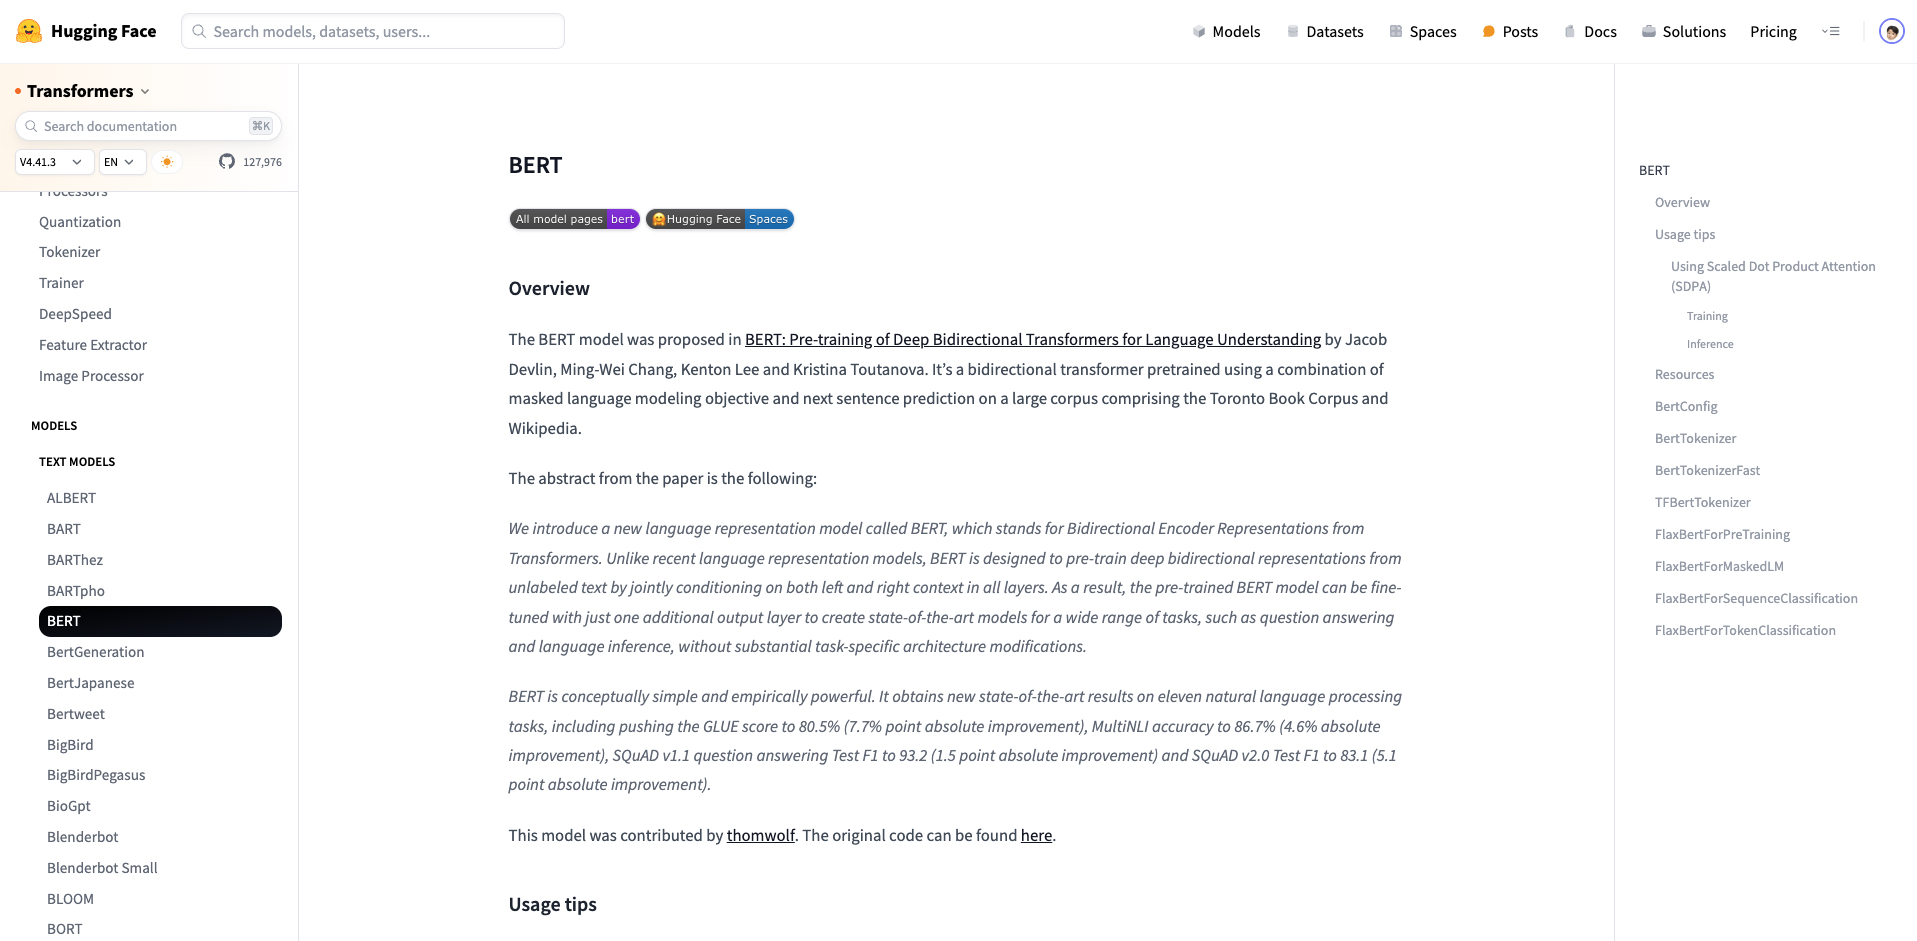 Hugging Face
Search models, datasets, users...
Models
Datasets
Spaces
Posts
Docs
Solutions
Pricing
Transformers
Search documentation
⌘K
V4.41.3
EN
127,976
Processors
Quantization
Tokenizer
Trainer
DeepSpeed
Feature Extractor
Image Processor
MODELS
TEXT MODELS
ALBERT
BART
BARThez
BARTpho
BERT
BertGeneration
BertJapanese
Bertweet
BigBird
BigBirdPegasus
BioGpt
Blenderbot
Blenderbot Small
BLOOM
BORT
BERT
All model pages bert
Hugging Face Spaces
Overview
The BERT model was proposed in BERT: Pre-training of Deep Bidirectional Transformers for Language Understanding by Jacob
Devlin, Ming-Wei Chang, Kenton Lee and Kristina Toutanova. It’s a bidirectional transformer pretrained using a combination of
masked language modeling objective and next sentence prediction on a large corpus comprising the Toronto Book Corpus and
Wikipedia.
The abstract from the paper is the following:
We introduce a new language representation model called BERT, which stands for Bidirectional Encoder Representations from
Transformers. Unlike recent language representation models, BERT is designed to pre-train deep bidirectional representations from
unlabeled text by jointly conditioning on both left and right context in all layers. As a result, the pre-trained BERT model can be fine-
tuned with just one additional output layer to create state-of-the-art models for a wide range of tasks, such as question answering
and language inference, without substantial task-specific architecture modifications.
BERT is conceptually simple and empirically powerful. It obtains new state-of-the-art results on eleven natural language processing
tasks, including pushing the GLUE score to 80.5% (7.7% point absolute improvement), MultiNLI accuracy to 86.7% (4.6% absolute
improvement), SQuAD v1.1 question answering Test F1 to 93.2 (1.5 point absolute improvement) and SQuAD v2.0 Test F1 to 83.1 (5.1
point absolute improvement).
This model was contributed by thomwolf. The original code can be found here.
Usage tips
BERT
Overview
Usage tips
Using Scaled Dot Product Attention
(SDPA)
Training
Inference
Resources
BertConfig
BertTokenizer
BertTokenizerFast
TFBertTokenizer
FlaxBertForPreTraining
FlaxBertForMaskedLM
FlaxBertForSequenceClassification
FlaxBertForTokenClassification